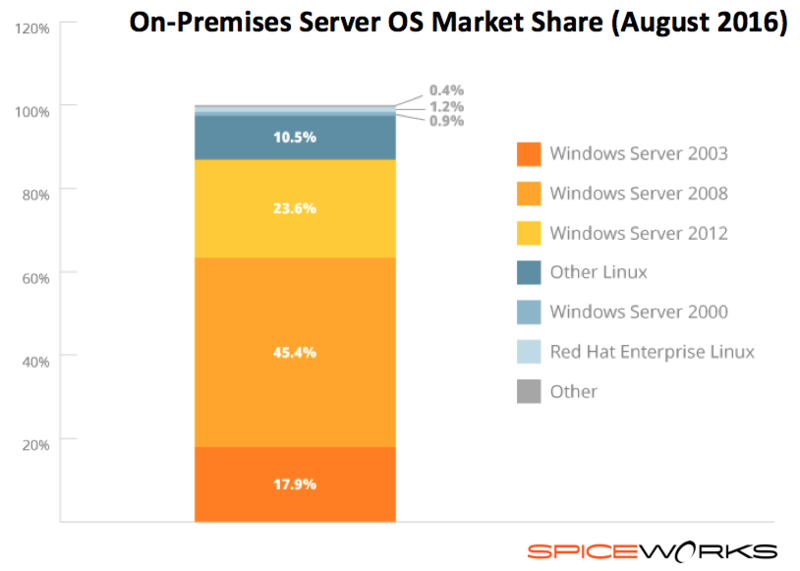 On-Premises Server OS Market Share (August 2016)
120%
100%
80%
60%
40%
20%
0.4%
1.2%
0.9%
10.5%
23.6%
45.4%
17.9%
Windows Server 2003
Windows Server 2008
Windows Server 2012
Other Linux
Windows Server 2000
Red Hat Enterprise Linux
Other
SPICEWORKS